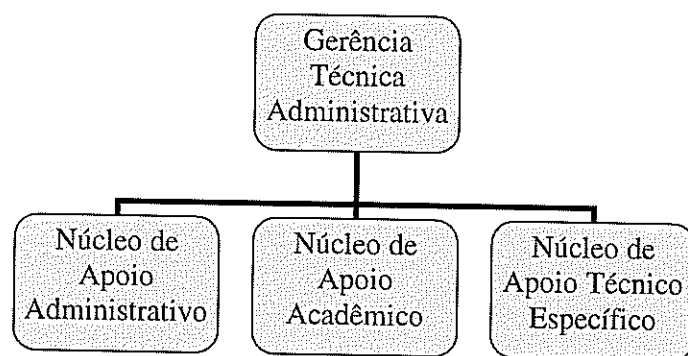 Gerência
Técnica
Administrativa
Núcleo de
Apoio
Administrativo
Núcleo de
Apoio
Acadêmico
Núcleo de
Apoio Técnico
Específico